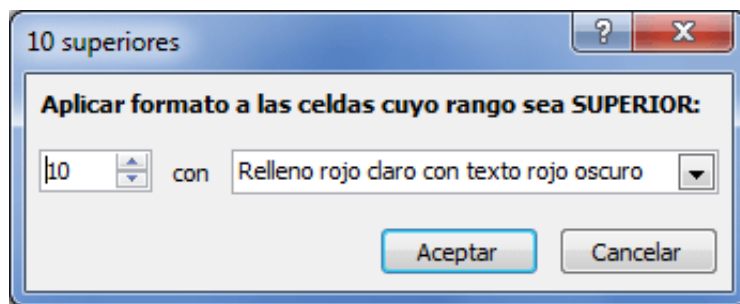 10 superiores
Aplicar formato a las celdas cuyo rango sea SUPERIOR:
10 con Relleno rojo claro con texto rojo oscuro
Aceptar Cancelar